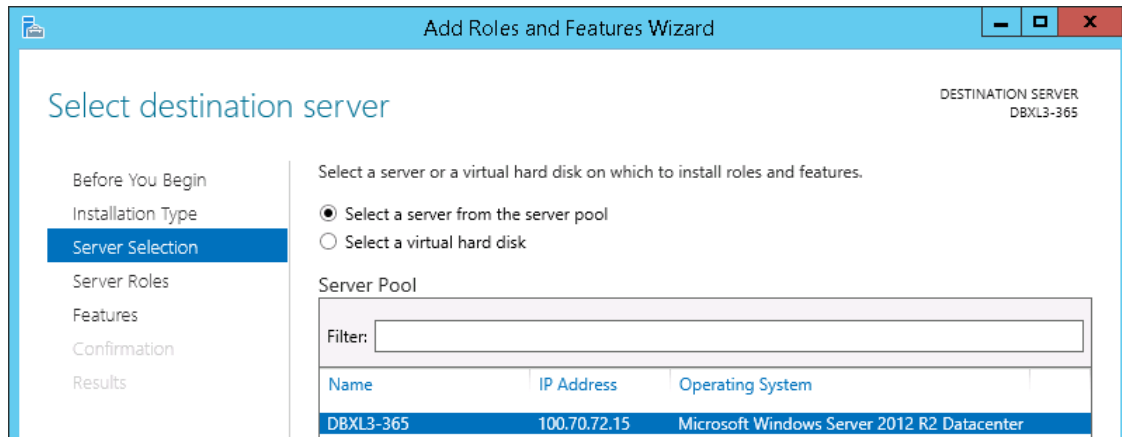 Add Roles and Features Wizard
Select destination server
DESTINATION SERVER
DBXL3-365
Before You Begin
Installation Type
Server Selection
Server Roles
Features
Confirmation
Results
Select a server or a virtual hard disk on which to install roles and features.
Select a server from the server pool
Select a virtual hard disk
Server Pool
Filter:
Name IP Address Operating System
DBXL3-365 100.70.72.15 Microsoft Windows Server 2012 R2 Datacenter